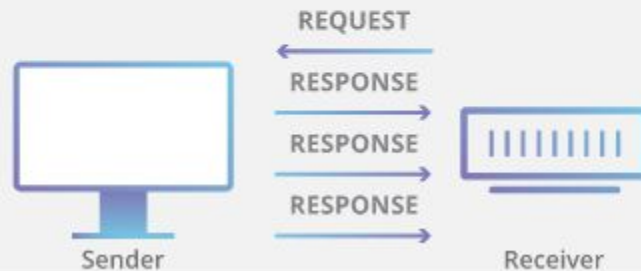 REQUEST
RESPONSE
RESPONSE
RESPONSE
Sender
Receiver